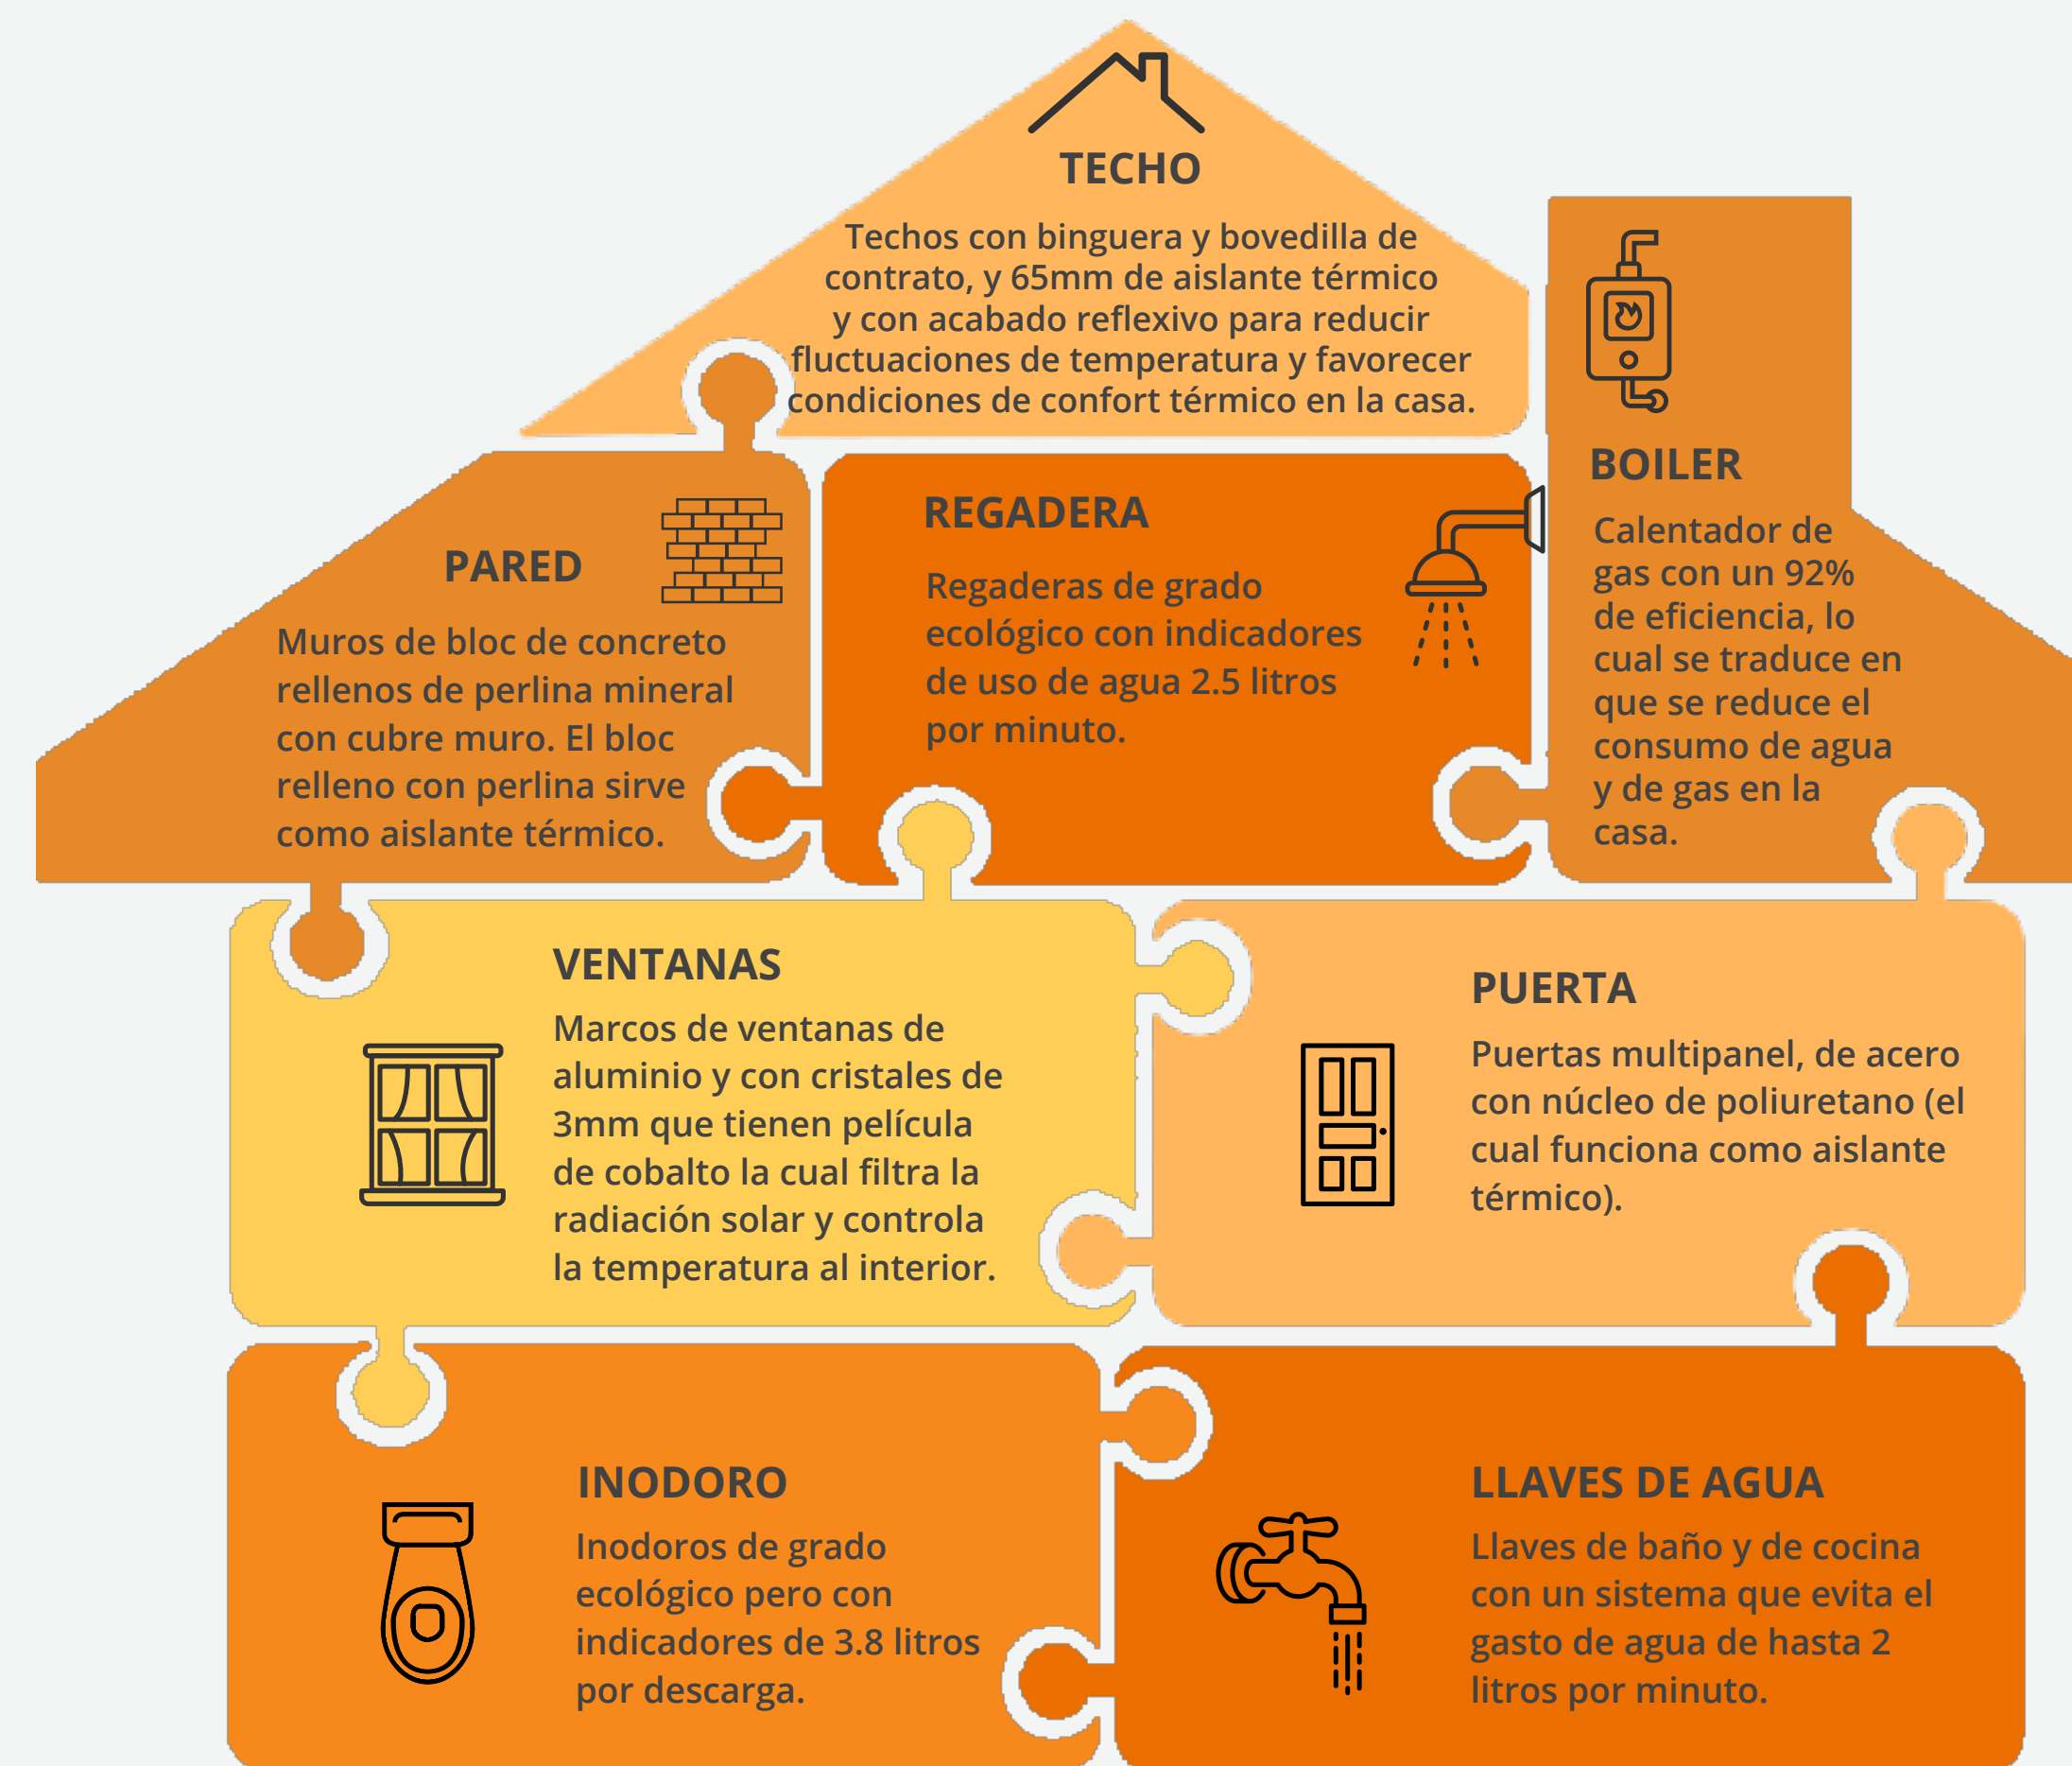 TECHO
Techos con binguera y bovedilla de
contrato, y 65mm de aislante térmico
y con acabado reflexivo para reducir
fluctuaciones de temperatura y favorecer
condiciones de confort térmico en la casa.
PARED
Muros de bloc de concreto
rellenos de perlina mineral
con cubre muro. El bloc
relleno con perlina sirve
como aislante térmico.
REGADERA
Regaderas de grado
ecológico con indicadores
de uso de agua 2.5 litros
por minuto.
BOILER
Calentador de
gas con un 92%
de eficiencia, lo
cual se traduce en
que se reduce el
consumo de agua
y de gas en la
casa.
VENTANAS
Marcos de ventanas de
aluminio y con cristales de
3mm que tienen película
de cobalto la cual filtra la
radiación solar y controla
la temperatura al interior.
PUERTA
Puertas multipanel, de acero
con núcleo de poliuretano (el
cual funciona como aislante
térmico).
INODORO
Inodoros de grado
ecológico pero con
indicadores de 3.8 litros
por descarga.
LLAVES DE AGUA
Llaves de baño y de cocina
con un sistema que evita el
gasto de agua de hasta 2
litros por minuto.